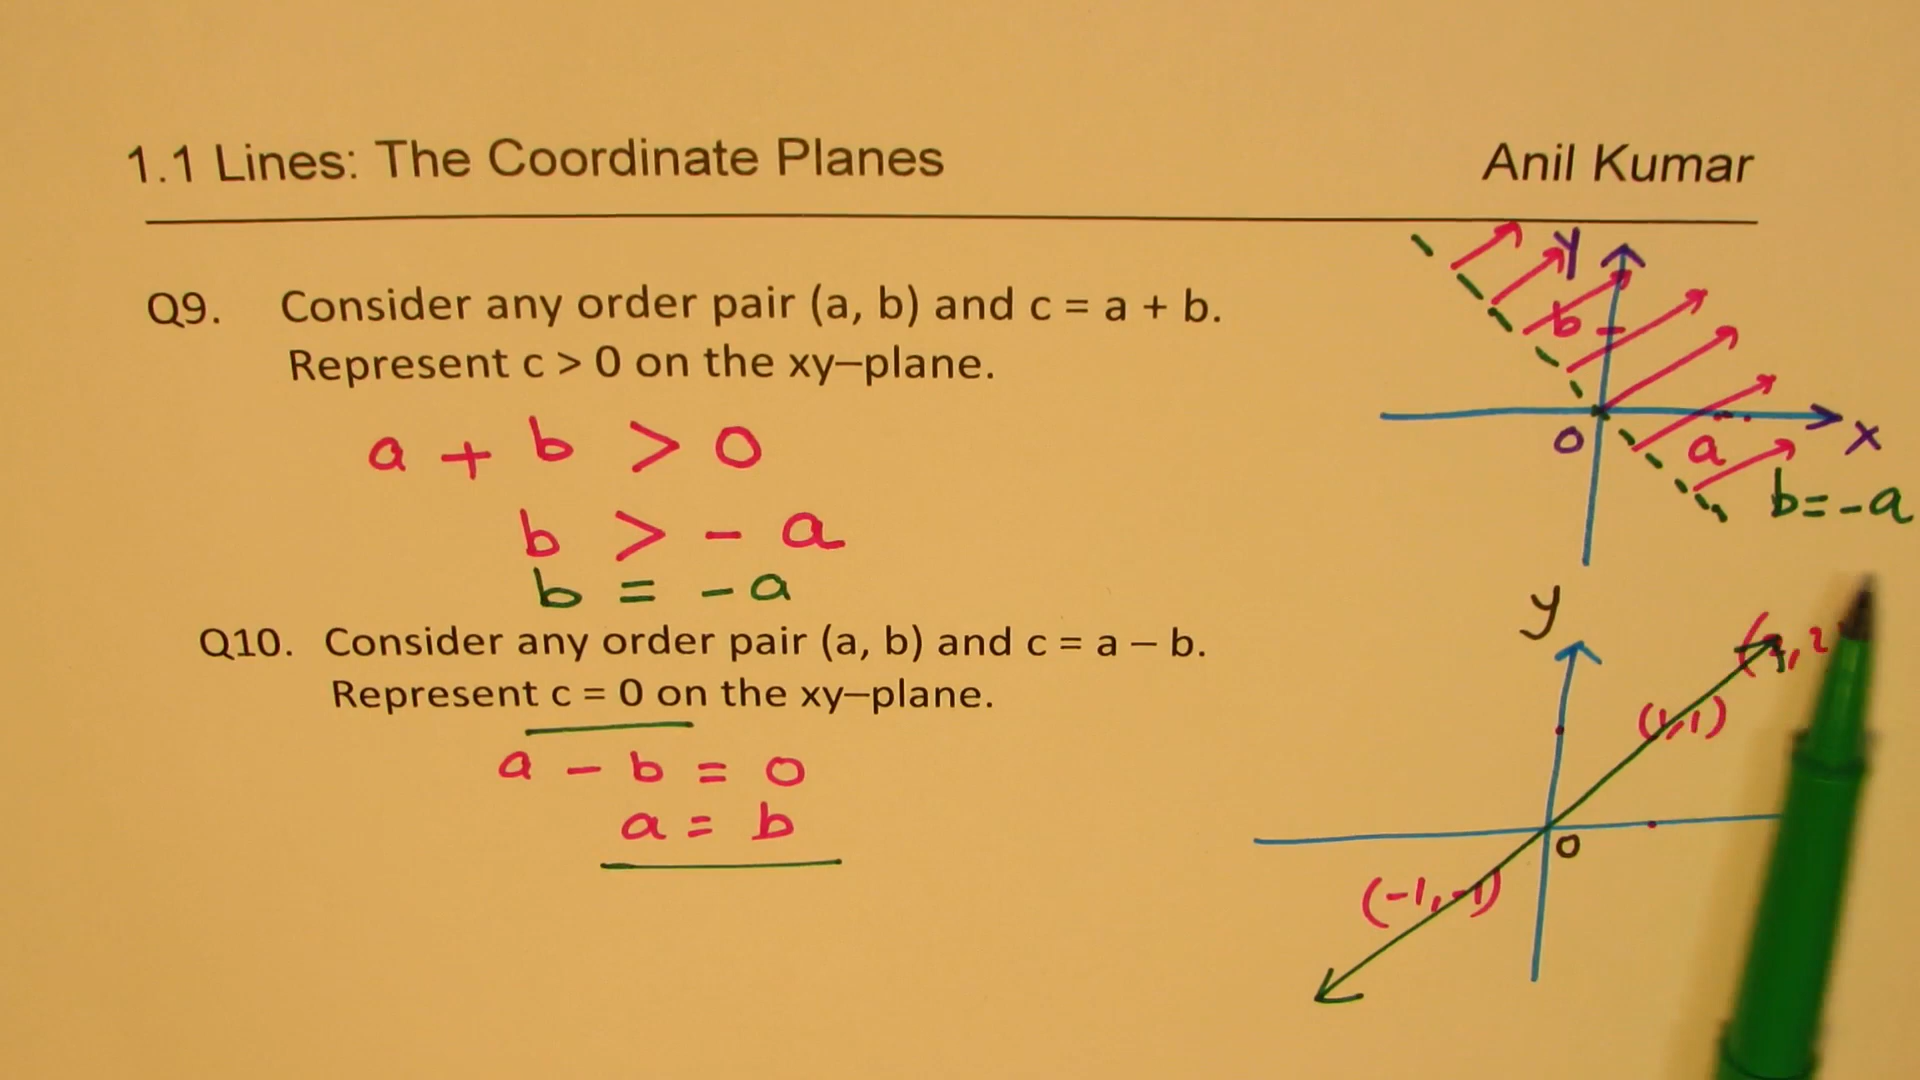 1.1 Lines: The Coordinate Planes
Anil Kumar
Q9. Consider any order pair (a, b) and c = a + b.
Represent c > 0 on the xy–plane.
a + b > 0
b > - a
b = - a
y
b
0
a
x
b = - a
Q10. Consider any order pair (a, b) and c = a – b.
Represent c = 0 on the xy–plane.
a - b = 0
a = b
y
(1,1)
0
(-1,-1)